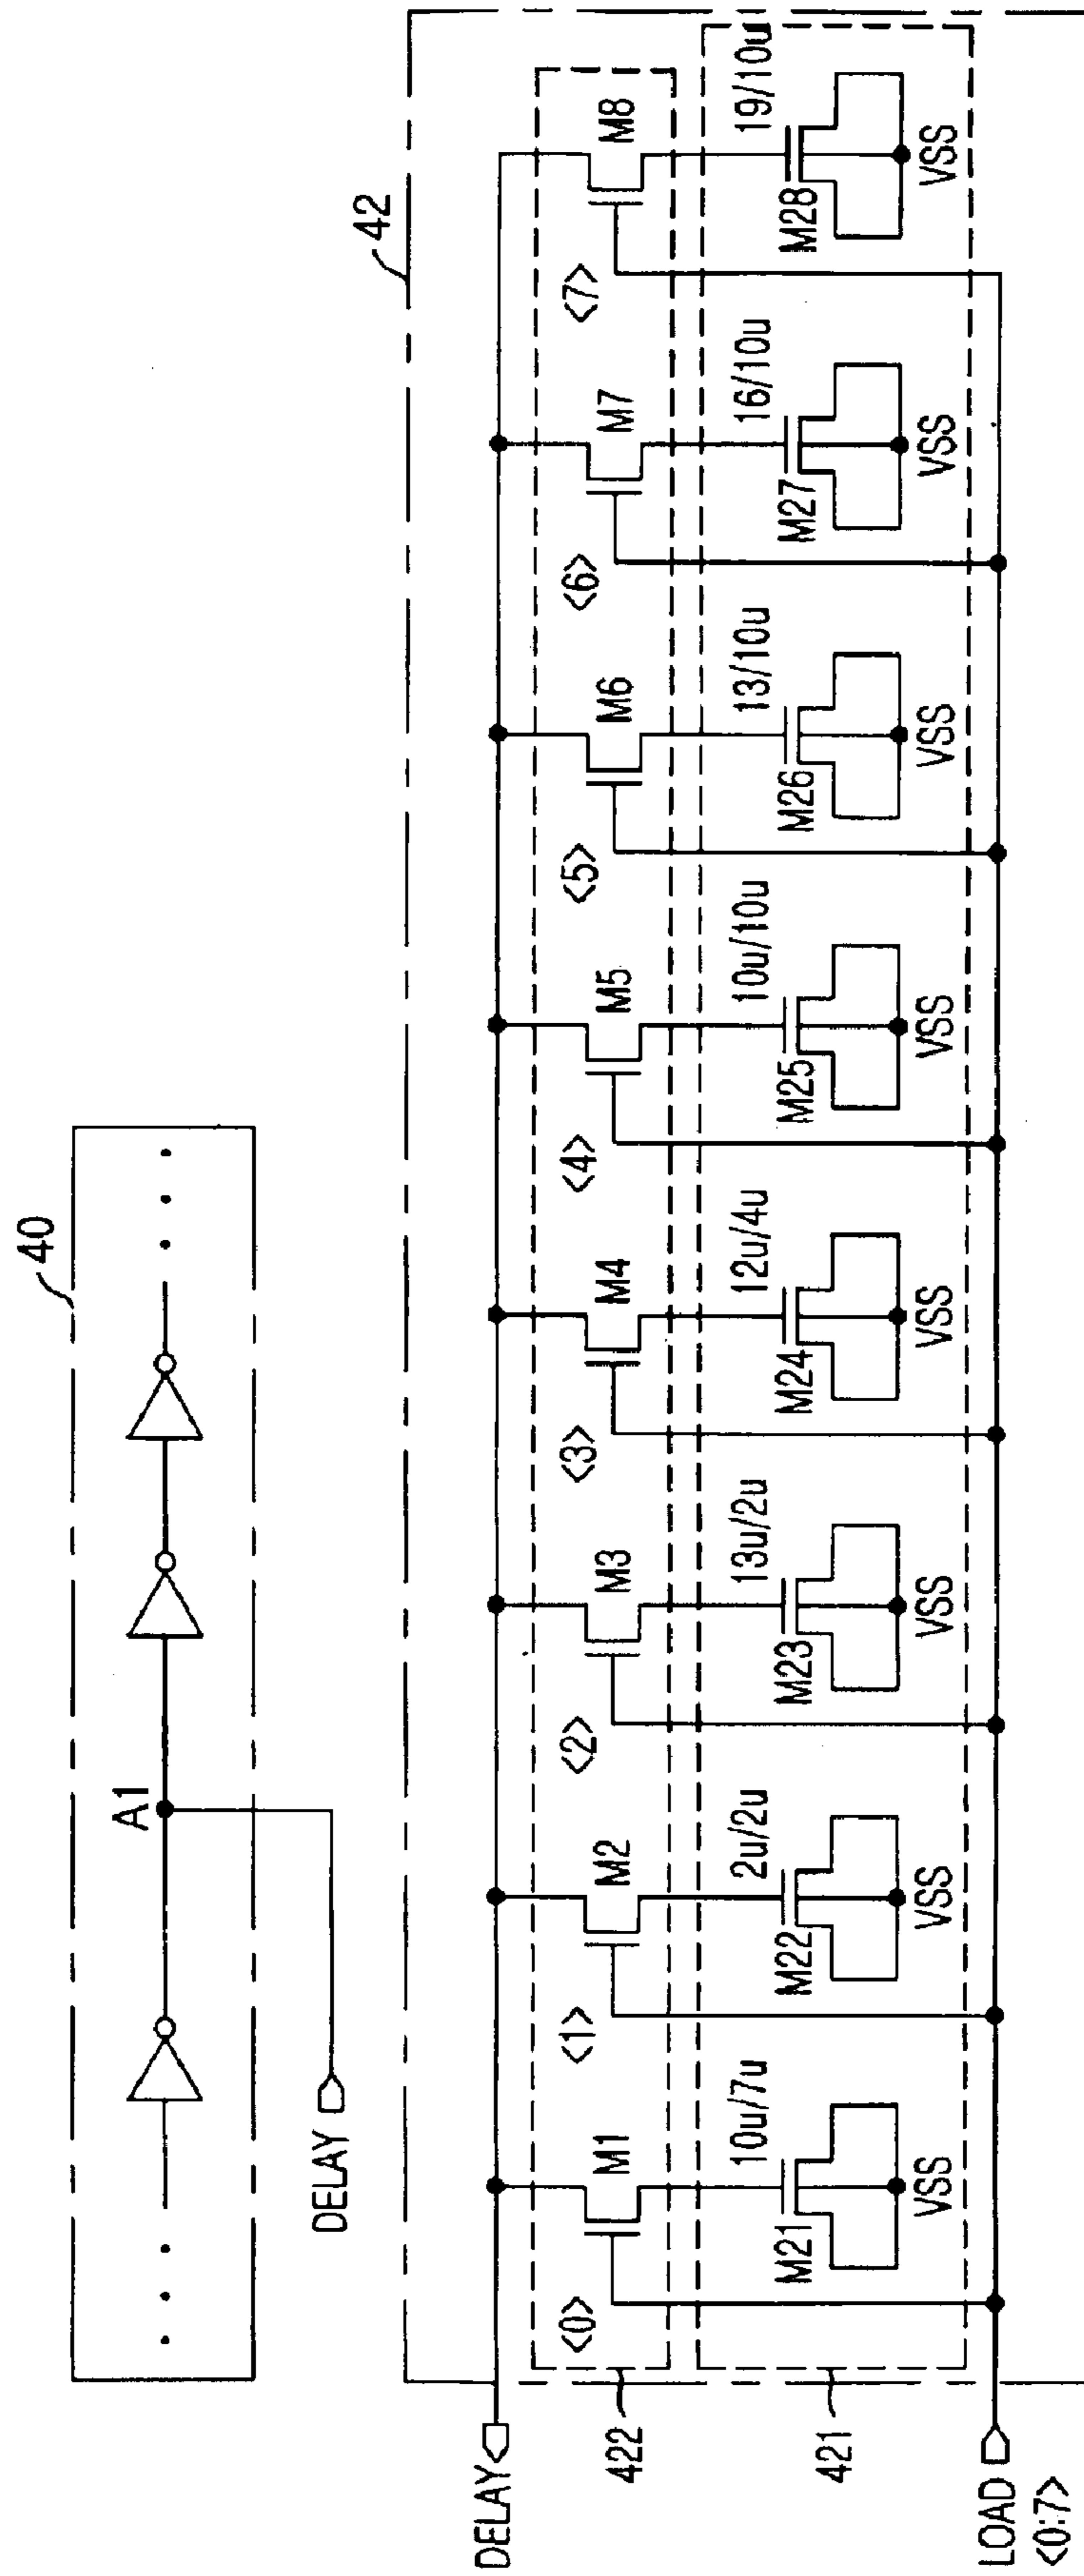 40
A1
DELAY
42
DELAY
422
<0> <1> <2> <3> <4> <5> <6> <7>
M1 M2 M3 M4 M5 M6 M7 M8
10u/7u 2u/2u 13u/2u 12u/4u 10u/10u 13/10u 16/10u 19/10u
M21 M22 M23 M24 M25 M26 M27 M28
421
VSS VSS VSS VSS VSS VSS VSS VSS
LOAD
<0:7>